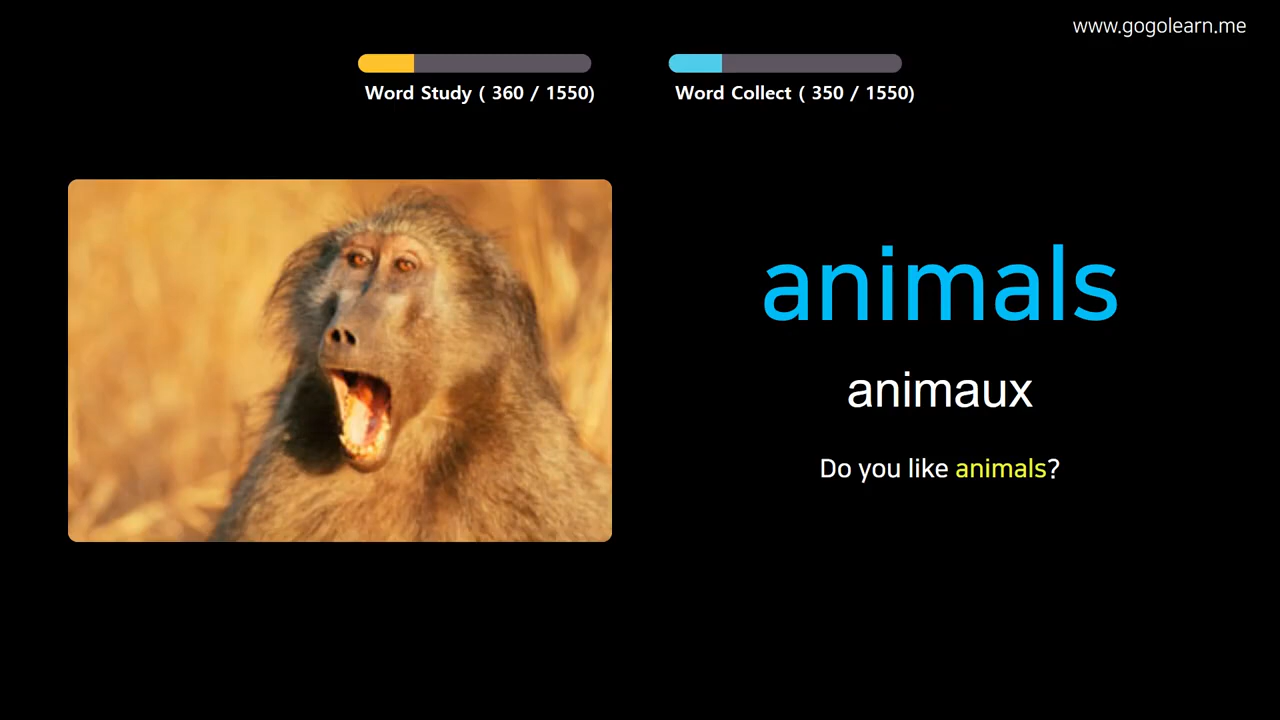 www.gogolearn.me
Word Study ( 360 / 1550)
Word Collect ( 350 / 1550)
animals
animaux
Do you like animals?